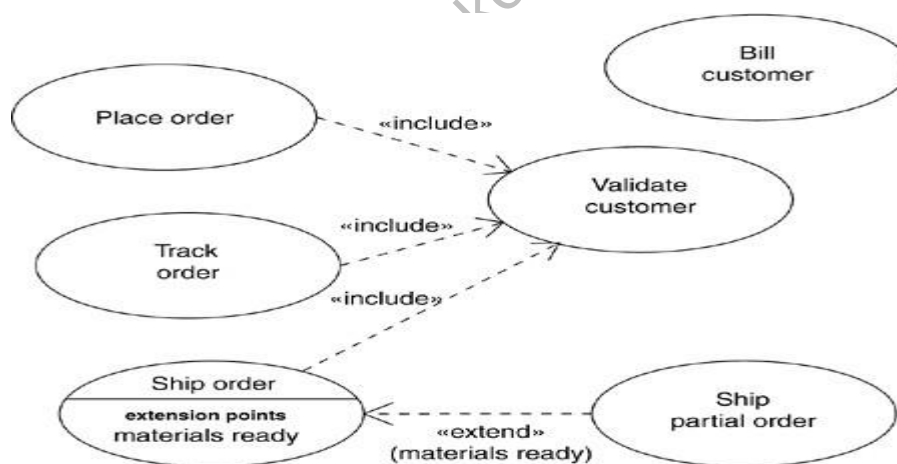 Bill
customer
Place order
«include»
Validate
customer
«include»
Track
order
«include»
Ship order
extension points
materials ready
«extend»
(materials ready)
Ship
partial order